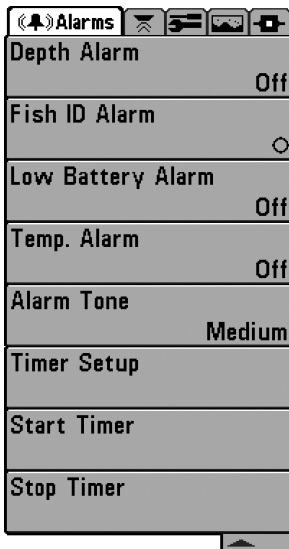 Alarms
Depth Alarm
Off
Fish ID Alarm
Low Battery Alarm
Off
Temp. Alarm
Off
Alarm Tone
Medium
Timer Setup
Start Timer
Stop Timer